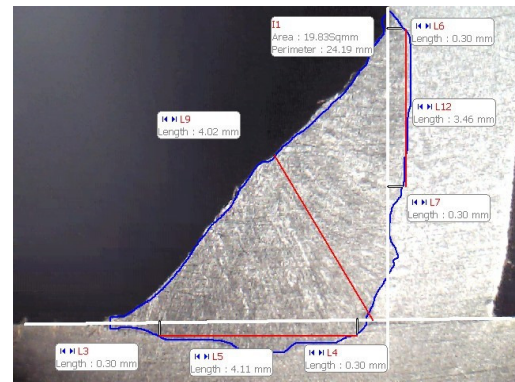 I1
Area : 19.83Sqmm
Perimeter : 24.19 mm
L6
Length : 0.30 mm
L9
Length : 4.02 mm
L12
Length : 3.46 mm
L7
Length : 0.30 mm
L3
Length : 0.30 mm
L5
Length : 4.11 mm
L4
Length : 0.30 mm